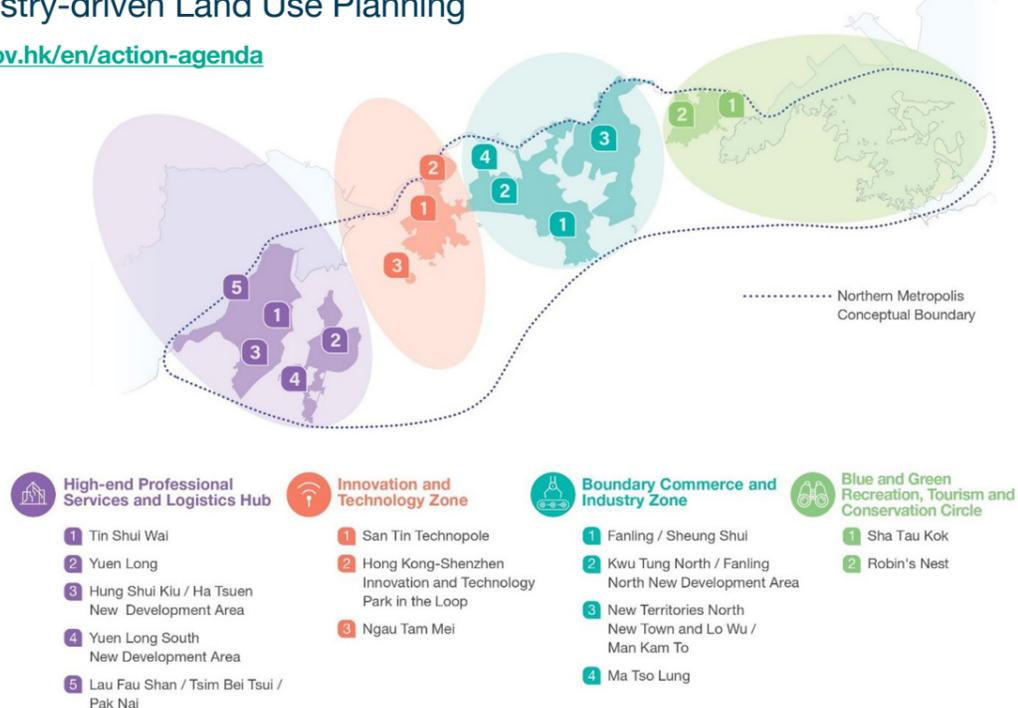 stry-driven Land Use Planning
ov.hk/en/action-agenda
2
1
3
4
2
1
3
2
1
5
1
3
2
4
Northern Metropolis
Conceptual Boundary
High-end Professional
Services and Logistics Hub
1 Tin Shui Wai
2 Yuen Long
3 Hung Shui Kiu / Ha Tsuen
New Development Area
4 Yuen Long South
New Development Area
5 Lau Fau Shan / Tsim Bei Tsui /
Pak Nai
Innovation and
Technology Zone
1 San Tin Technopole
2 Hong Kong-Shenzhen
Innovation and Technology
Park in the Loop
3 Ngau Tam Mei
Boundary Commerce and
Industry Zone
1 Fanling / Sheung Shui
2 Kwu Tung North / Fanling
North New Development Area
3 New Territories North
New Town and Lo Wu /
Man Kam To
4 Ma Tso Lung
Blue and Green
Recreation, Tourism and
Conservation Circle
1 Sha Tau Kok
2 Robin's Nest